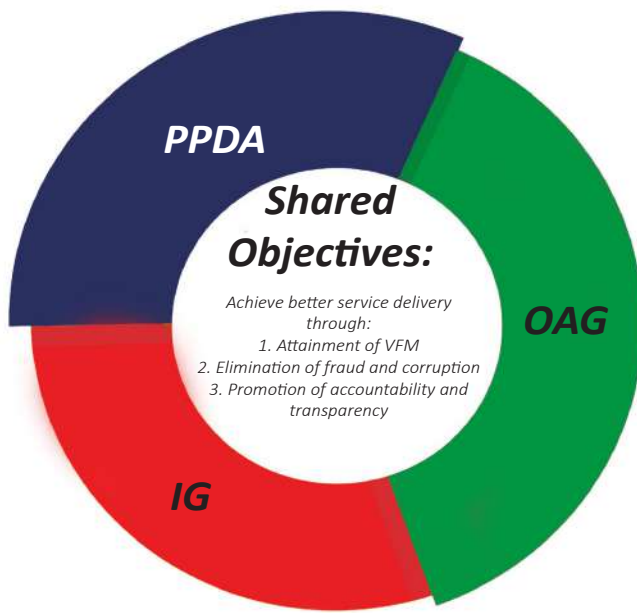 PPDA
Shared
Objectives:
Achieve better service delivery
through:
1. Attainment of VFM
2. Elimination of fraud and corruption
3. Promotion of accountability and
transparency
OAG
IG